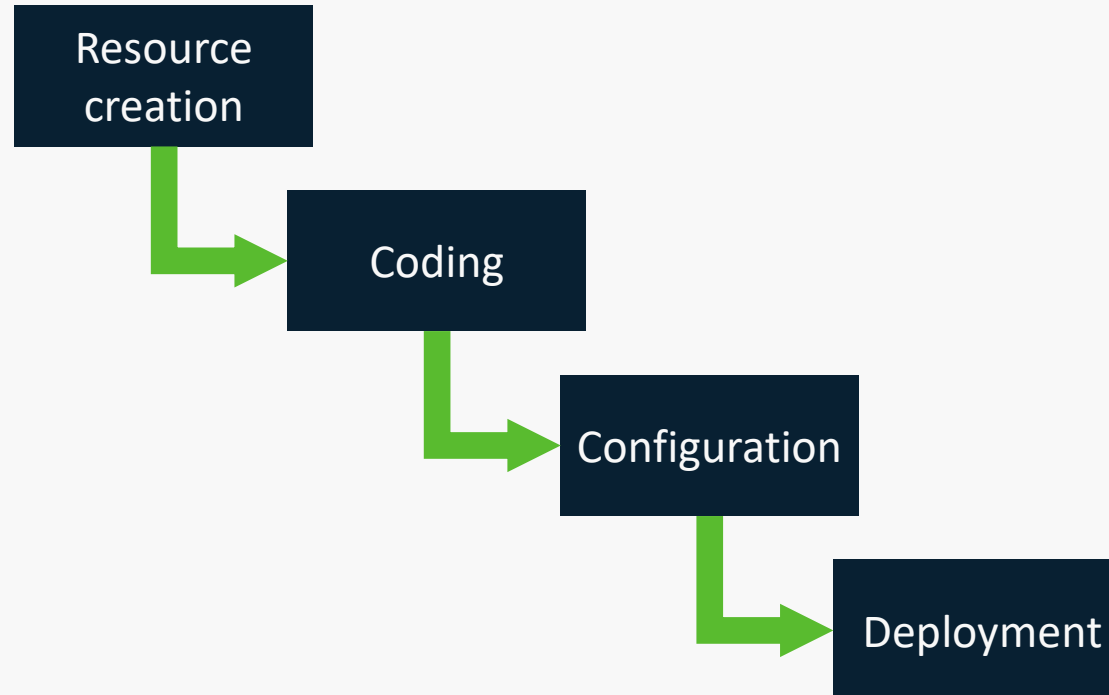 Resource
creation
Coding
Configuration
Deployment